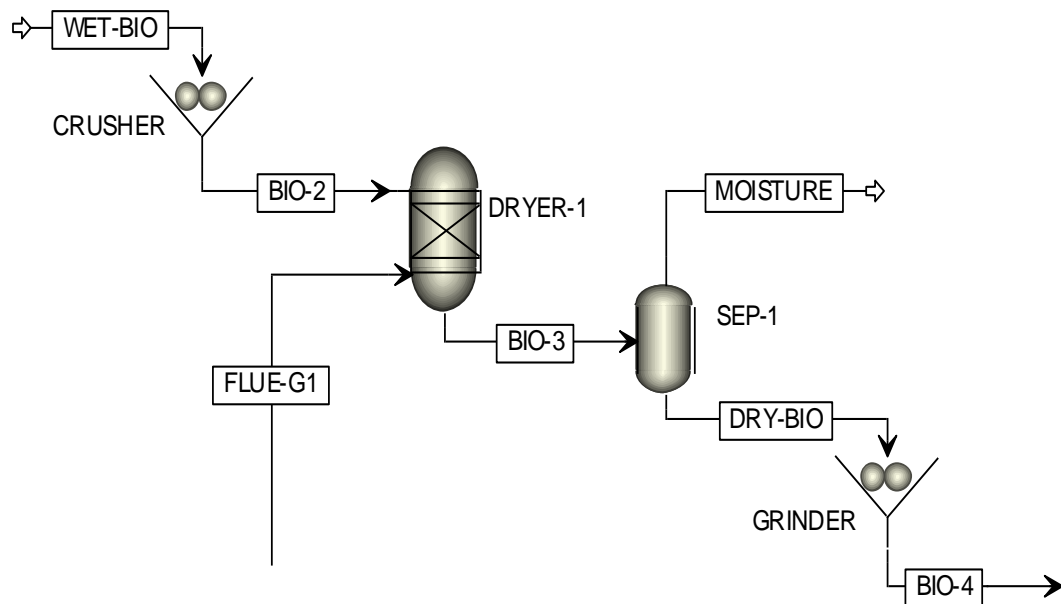 WET-BIO
CRUSHER
BIO-2
DRYER-1
MOISTURE
FLUE-G1
BIO-3
SEP-1
DRY-BIO
GRINDER
BIO-4